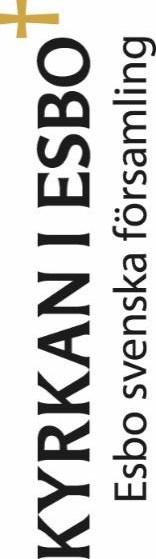 KYRKAN I ESBO
Esbo svenska församling